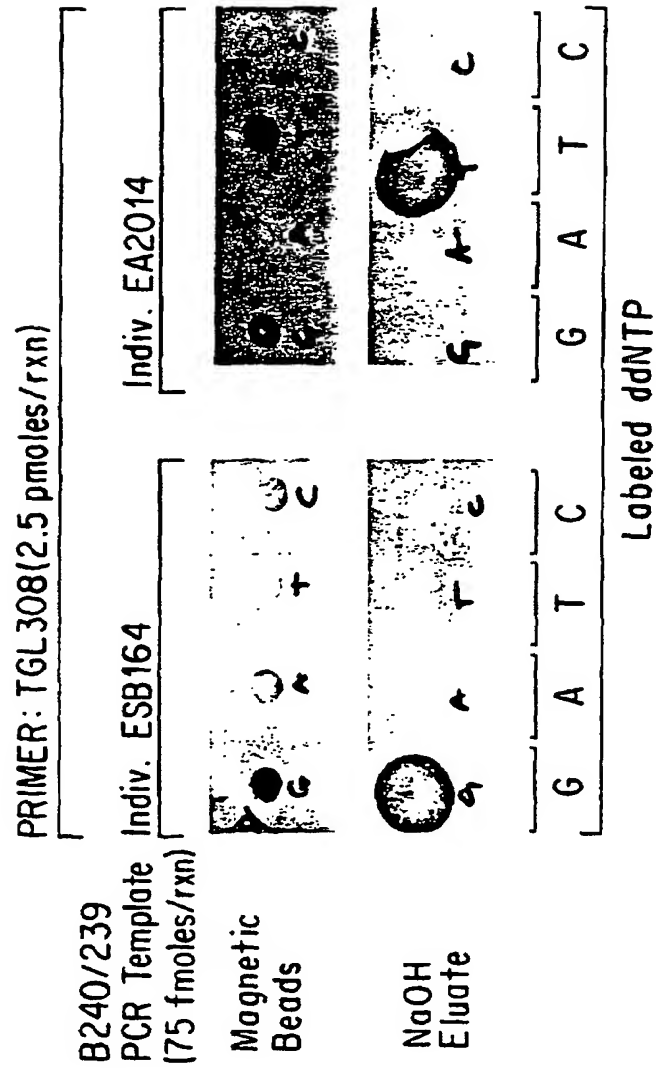 PRIMER: TGL308(2.5 pmoles/rxn)
B240/239
PCR Template
(75 fmoles/rxn)
Indiv. ESB164
Indiv. EA2014
Magnetic
Beads
G A T C
G A T C
NaOH
Eluate
G A T C
G A T C
G A T C
G A T C
Labeled ddNTP